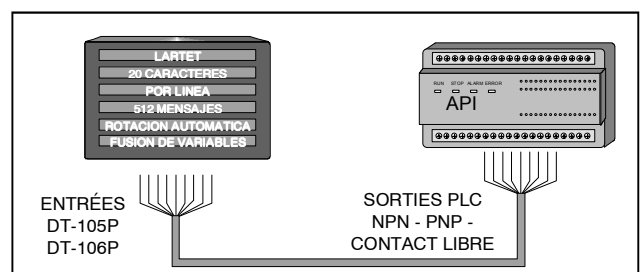 LARTET
20 CARACTERES
POR LINEA
512 MENSAJES
ROTACION AUTOMATICA
FUSION DE VARIABLES
RUN STOP ALARM ERROR
API
ENTRÉES
DT-105P
DT-106P
SORTIES PLC
NPN - PNP -
CONTACT LIBRE